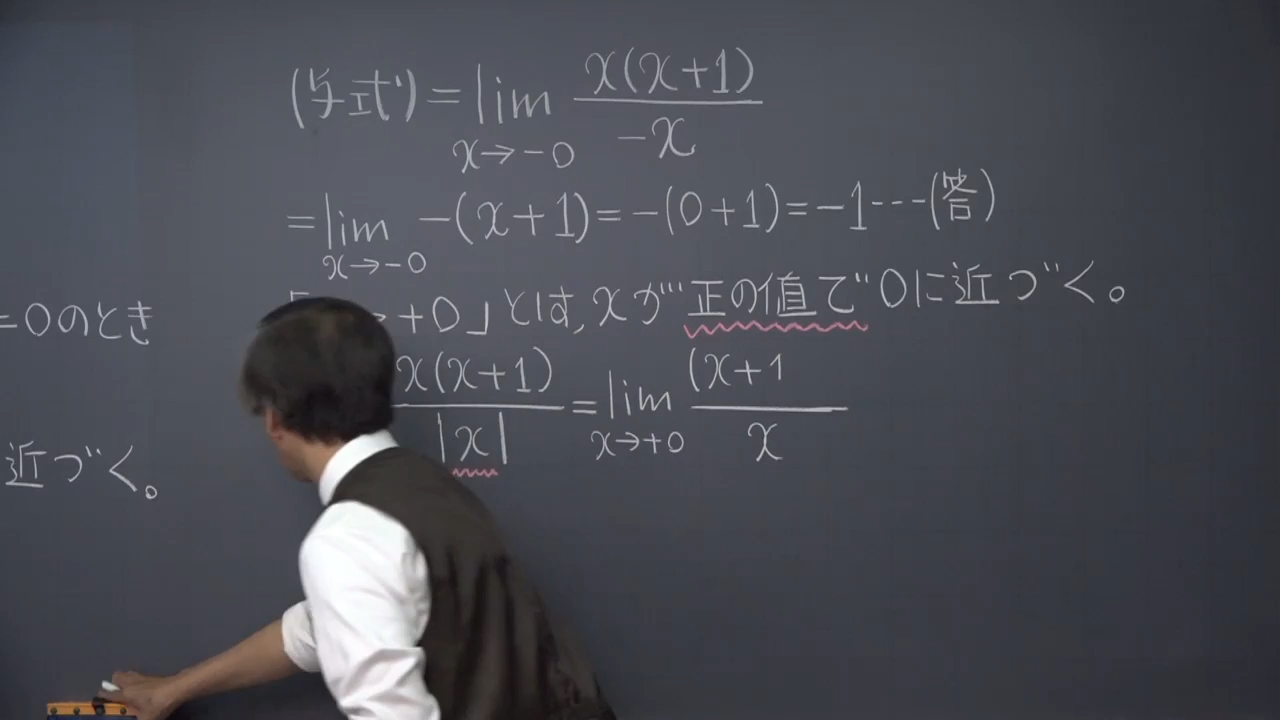 (与式)=lim x(x+1)/-x
x→-0
=lim -(x+1)=-(0+1)=-1---(答)
x→-0
=0のとき
「 →+0」とは,xが"正の値で"0に近づく。
x(x+1)/|x| =lim (x+1/x
x→+0
近づく。